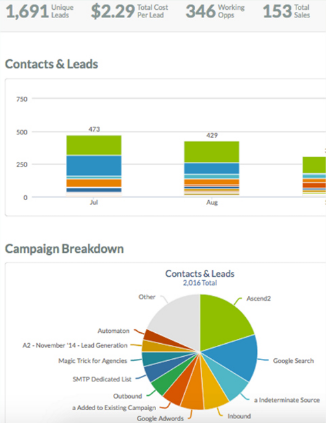 1,691 Unique Leads $2.29 Total Cost Per Lead 346 Working Opps 153 Total Sales
Contacts & Leads
750
473
429
500
250
0
Jul Aug Sep
Campaign Breakdown
Contacts & Leads
2,016 Total
Other
Ascend2
Automaton
A2 - November '14 - Lead Generation
Magic Trick for Agencies
Google Search
SMTP Dedicated List
a Indeterminate Source
Outbound
a Added to Existing Campaign
Inbound
Google Adwords